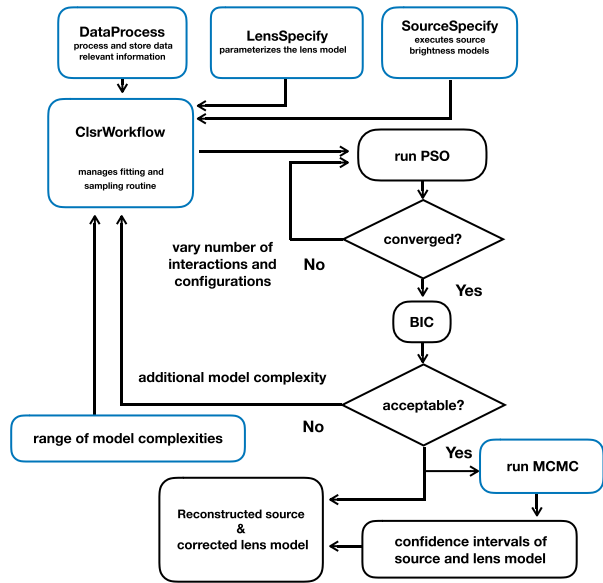 DataProcess
process and store data
relevant information
LensSpecify
parameterizes the lens model
SourceSpecify
executes source
brightness models
ClsrWorkflow
manages fitting and
sampling routine
run PSO
converged?
vary number of
interactions and
configurations
No
Yes
BIC
additional model complexity
acceptable?
No
range of model complexities
Yes
run MCMC
Reconstructed source
&
corrected lens model
confidence intervals of
source and lens model